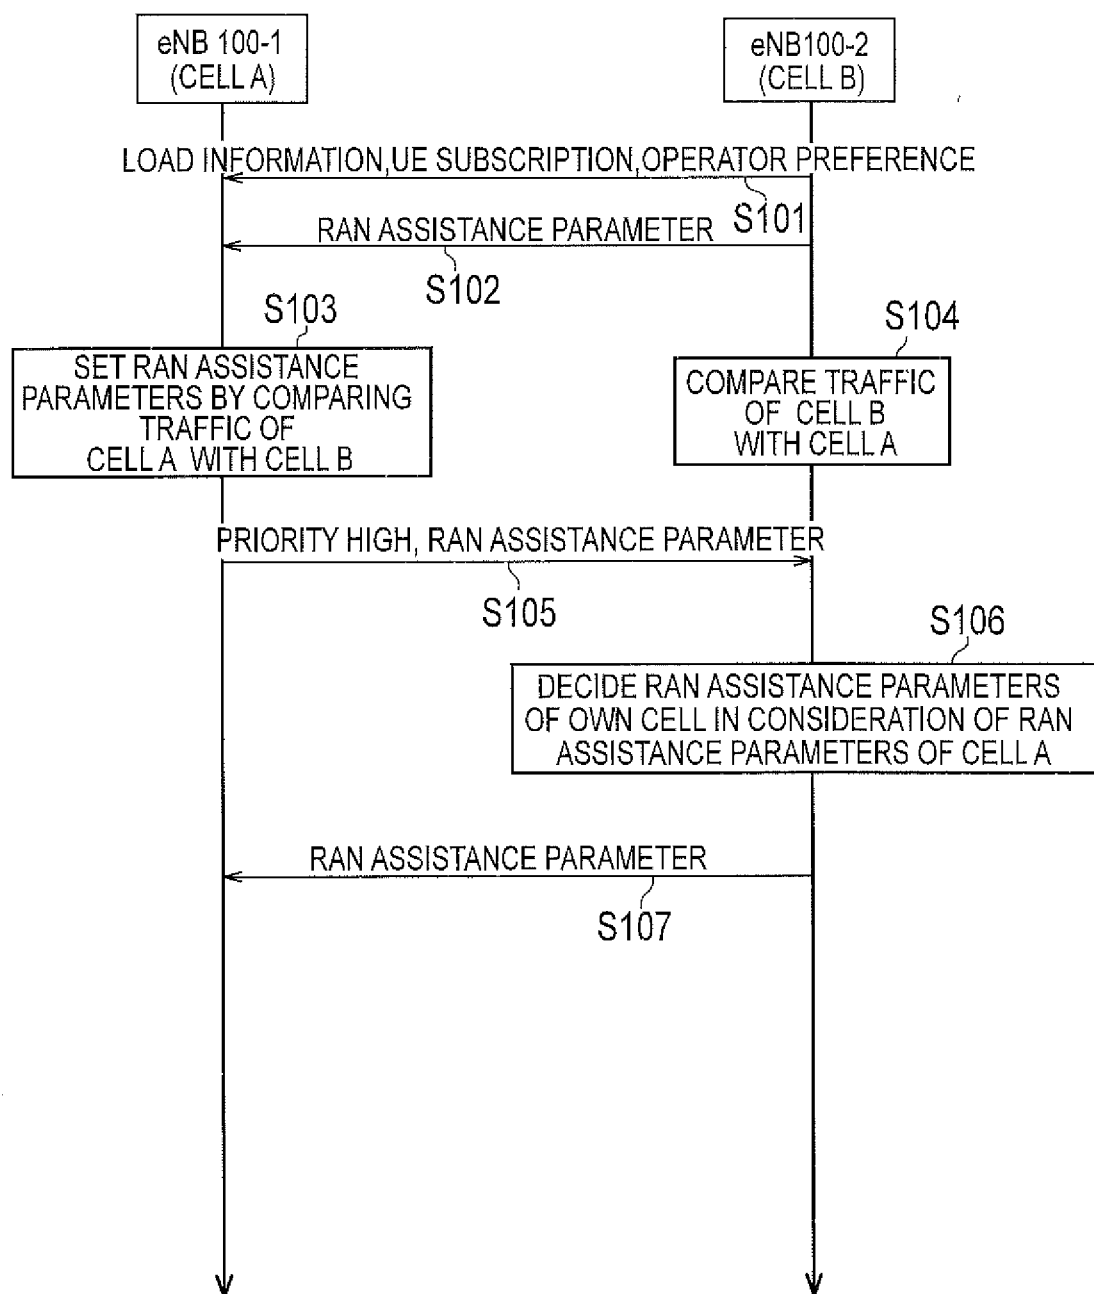 eNB 100-1
(CELL A)
eNB100-2
(CELL B)
LOAD INFORMATION,UE SUBSCRIPTION,OPERATOR PREFERENCE
S101
RAN ASSISTANCE PARAMETER
S102
S103
SET RAN ASSISTANCE
PARAMETERS BY COMPARING
TRAFFIC OF
CELL A WITH CELL B
S104
COMPARE TRAFFIC
OF CELL B
WITH CELL A
PRIORITY HIGH, RAN ASSISTANCE PARAMETER
S105
S106
DECIDE RAN ASSISTANCE PARAMETERS
OF OWN CELL IN CONSIDERATION OF RAN
ASSISTANCE PARAMETERS OF CELL A
RAN ASSISTANCE PARAMETER
S107